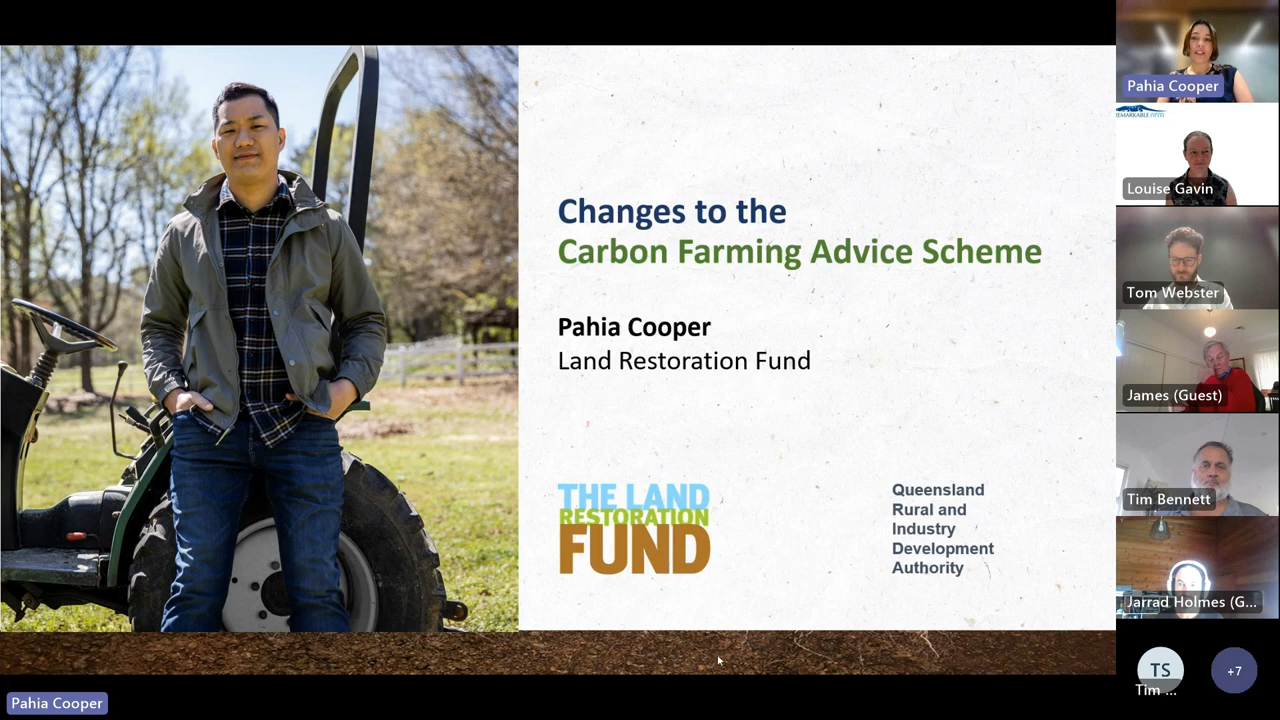 Changes to the
Carbon Farming Advice Scheme
Pahia Cooper
Land Restoration Fund
THE LAND
RESTORATION
FUND
Queensland
Rural and
Industry
Development
Authority
Pahia Cooper
Pahia Cooper
Louise Gavin
Tom Webster
James (Guest)
Tim Bennett
Jarrad Holmes (G...
TS
Tim ...
+7